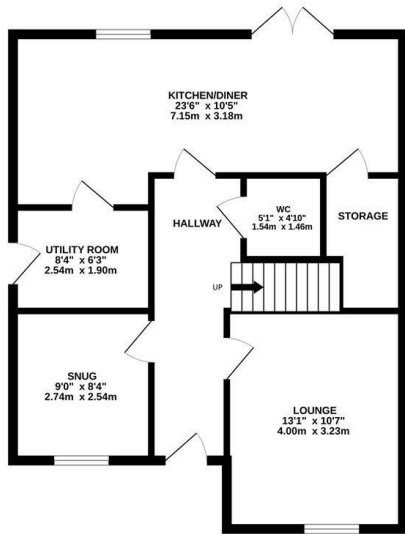 KITCHEN/DINER
23'6" x 10'5"
7.15m x 3.18m
WC
5'1" x 4'10"
1.54m x 1.46m
STORAGE
HALLWAY
UTILITY ROOM
8'4" x 6'3"
2.54m x 1.90m
UP
SNUG
9'0" x 8'4"
2.74m x 2.54m
LOUNGE
13'1" x 10'7"
4.00m x 3.23m